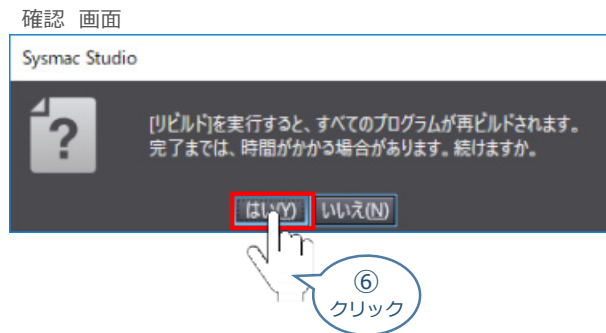 確認 画面
Sysmac Studio
[リビルド]を実行すると、すべてのプログラムが再ビルドされます。
完了までは、時間がかかる場合があります。続けますか。
はい(Y) いいえ(N)
⑥
クリック